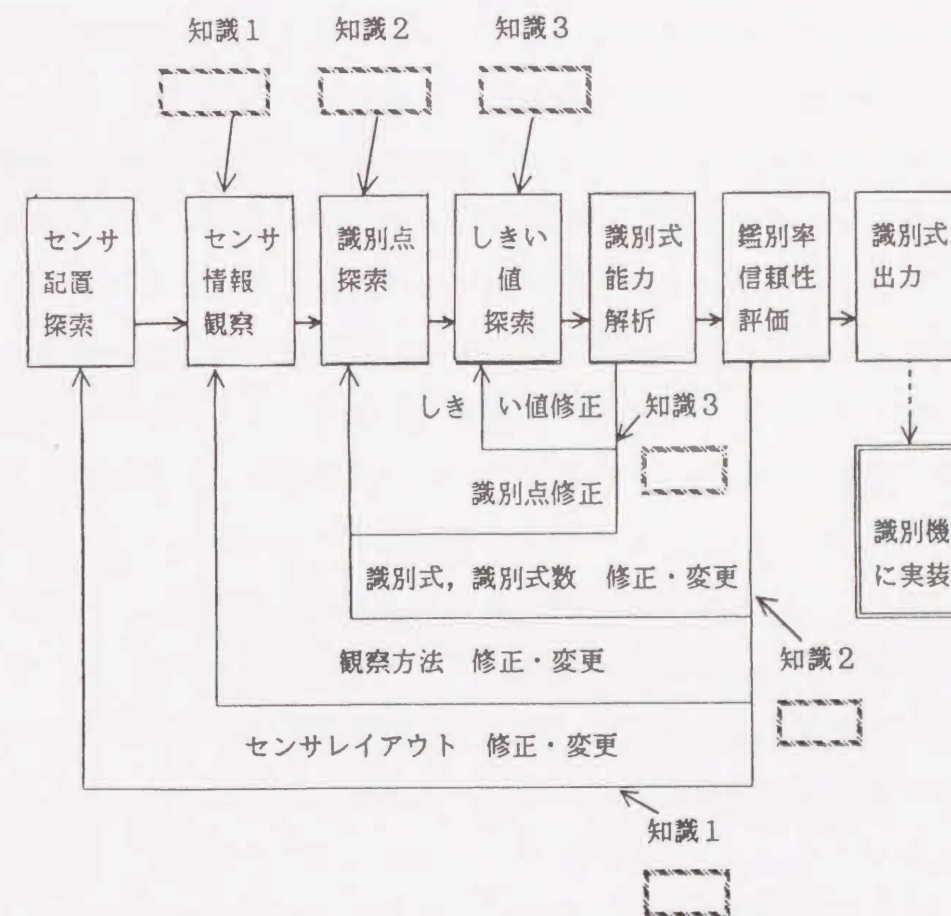 知識1
知識2
知識3
センサ
配置
探索
センサ
情報
観察
識別点
探索
しきい
値
探索
識別式
能力
解析
鑑別率
信頼性
評価
識別式
出力
しきい値修正
知識3
識別点修正
識別機
に実装
識別式,識別式数 修正・変更
観察方法 修正・変更
知識2
センサレイアウト 修正・変更
知識1